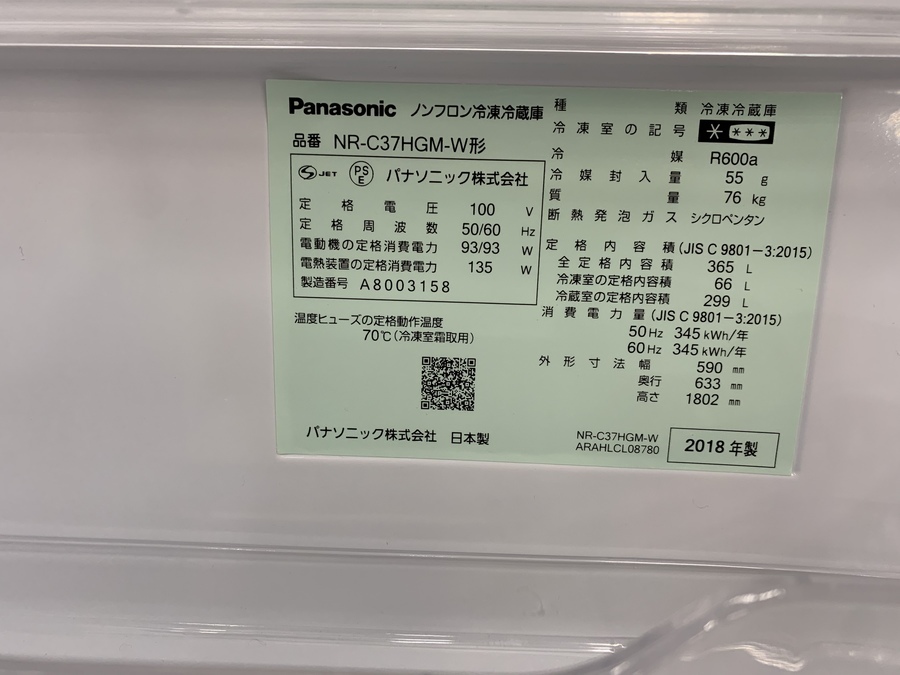 Panasonic ノンフロン冷凍冷蔵庫
品番 NR-C37HGM-W形
S JET PSE パナソニック株式会社
定格電圧 100 V
定格周波数 50/60 Hz
電動機の定格消費電力 93/93 W
電熱装置の定格消費電力 135 W
製造番号 A8003158
温度ヒューズの定格動作温度
70℃(冷凍室霜取用)
パナソニック株式会社 日本製
種類 冷凍冷蔵庫
冷凍室の記号 * ***
冷媒 R600a
冷媒封入量 55 g
質量 76 kg
断熱発泡ガス シクロペンタン
定格内容積 (JIS C 9801−3:2015)
全定格内容積 365 L
冷凍室の定格内容積 66 L
冷蔵室の定格内容積 299 L
消費電力量 (JIS C 9801−3:2015)
50Hz 345 kWh/年
60Hz 345 kWh/年
外形寸法 幅 590 mm
奥行 633 mm
高さ 1802 mm
NR-C37HGM-W
ARAHLCL08780
2018 年製